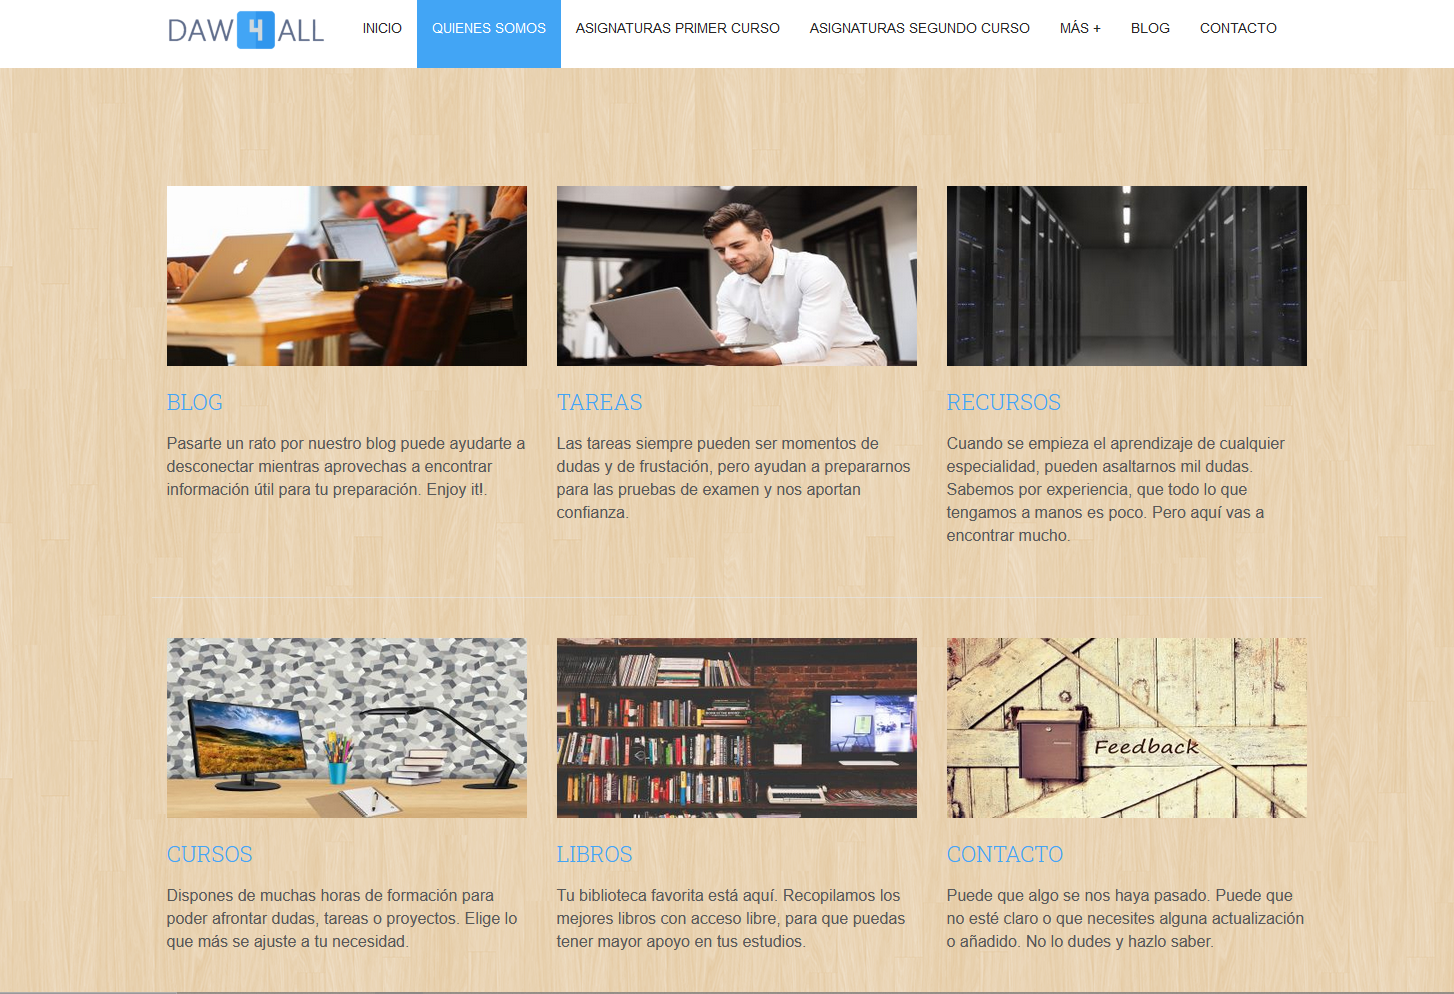 DAW4ALL
INICIO
QUIENES SOMOS
ASIGNATURAS PRIMER CURSO
ASIGNATURAS SEGUNDO CURSO
MÁS +
BLOG
CONTACTO
BLOG
Pasarte un rato por nuestro blog puede ayudarte a
desconectar mientras aprovechas a encontrar
información útil para tu preparación. Enjoy it!.
TAREAS
Las tareas siempre pueden ser momentos de
dudas y de frustación, pero ayudan a prepararnos
para las pruebas de examen y nos aportan
confianza.
RECURSOS
Cuando se empieza el aprendizaje de cualquier
especialidad, pueden asaltarnos mil dudas.
Sabemos por experiencia, que todo lo que
tengamos a manos es poco. Pero aquí vas a
encontrar mucho.
Feedback
CURSOS
Dispones de muchas horas de formación para
poder afrontar dudas, tareas o proyectos. Elige lo
que más se ajuste a tu necesidad.
LIBROS
Tu biblioteca favorita está aquí. Recopilamos los
mejores libros con acceso libre, para que puedas
tener mayor apoyo en tus estudios.
CONTACTO
Puede que algo se nos haya pasado. Puede que
no esté claro o que necesites alguna actualización
o añadido. No lo dudes y hazlo saber.